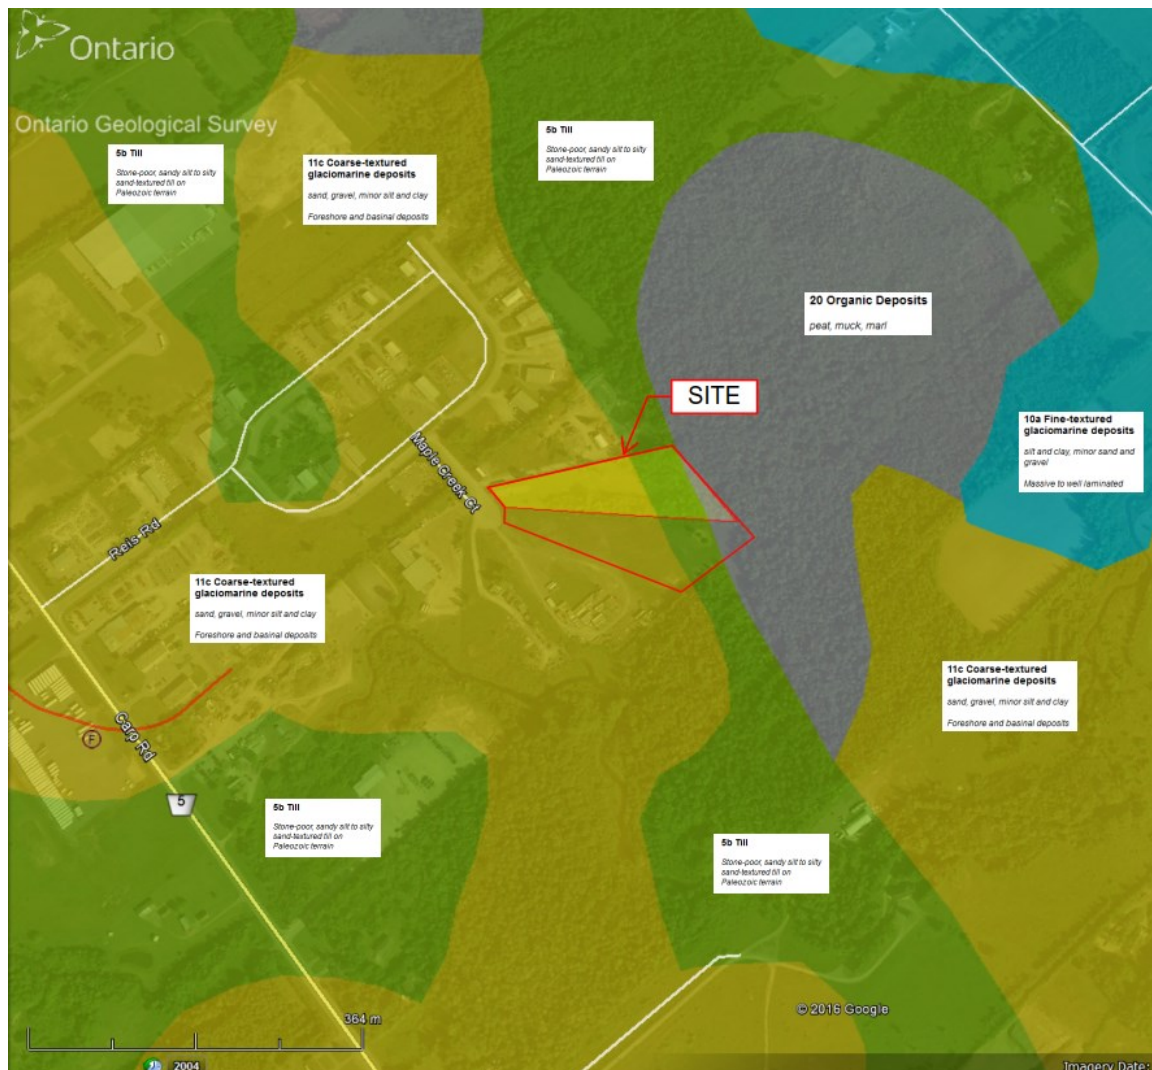 Ontario
Ontario Geological Survey
5b Till
Stone-poor, sandy silt to silty
sand-textured till on
Paleozoic terrain
11c Coarse-textured
glaciomarine deposits
sand, gravel, minor silt and clay
Foreshore and basinal deposits
5b Till
Stone-poor, sandy silt to silty
sand-textured till on
Paleozoic terrain
20 Organic Deposits
peat, muck, marl
SITE
10a Fine-textured
glaciomarine deposits
silt and clay, minor sand and
gravel
Massive to well laminated
Maple Creek Ct
Reis Rd
11c Coarse-textured
glaciomarine deposits
sand, gravel, minor silt and clay
Foreshore and basinal deposits
11c Coarse-textured
glaciomarine deposits
sand, gravel, minor silt and clay
Foreshore and basinal deposits
F
Carp Rd
5
5b Till
Stone-poor, sandy silt to silty
sand-textured till on
Paleozoic terrain
5b Till
Stone-poor, sandy silt to silty
sand-textured till on
Paleozoic terrain
© 2016 Google
364 m
2004
Imagery Date: